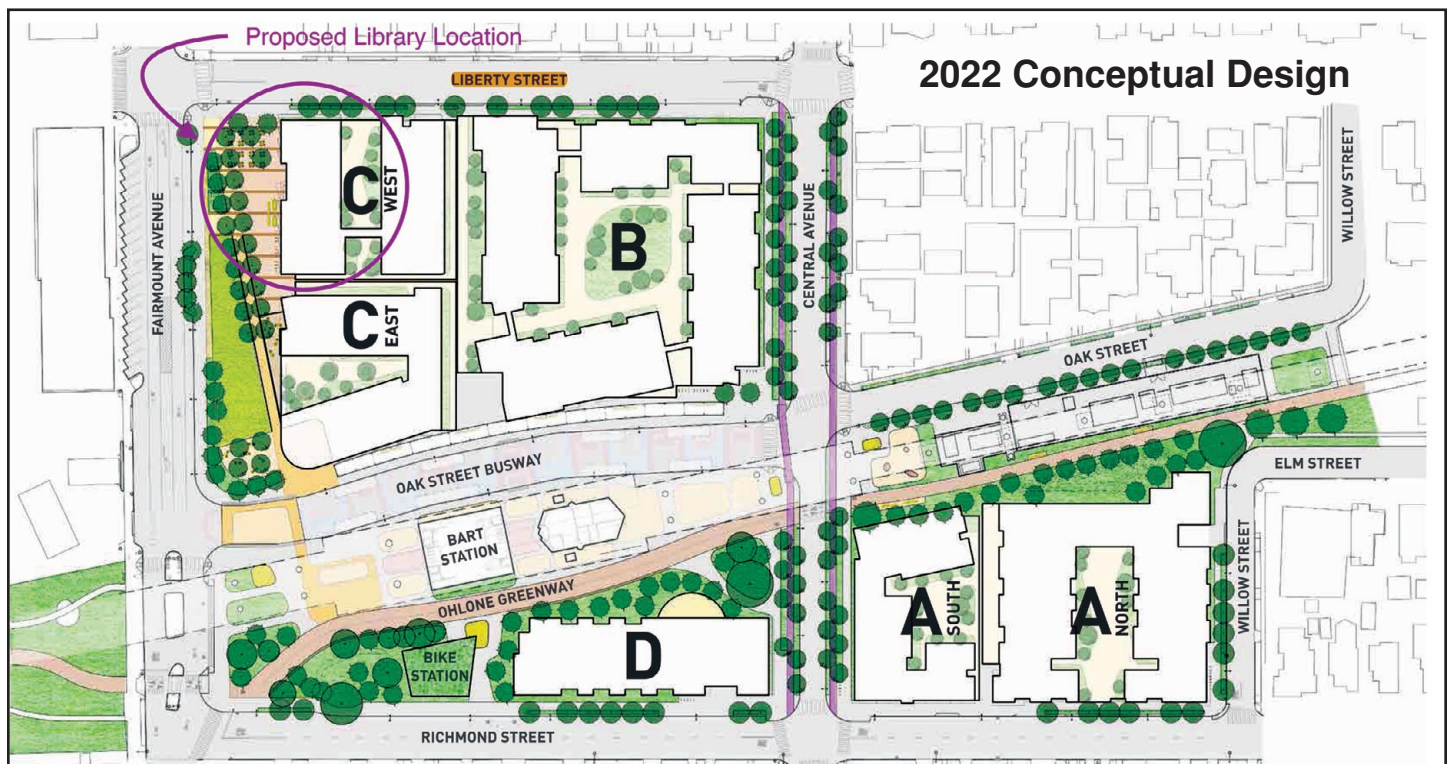 Proposed Library Location
LIBERTY STREET
2022 Conceptual Design
FAIRMOUNT AVENUE
C WEST
C EAST
B
CENTRAL AVENUE
WILLOW STREET
OAK STREET
OAK STREET BUSWAY
BART
STATION
OHLONE GREENWAY
BIKE
STATION
D
A SOUTH
A NORTH
ELM STREET
WILLOW STREET
RICHMOND STREET